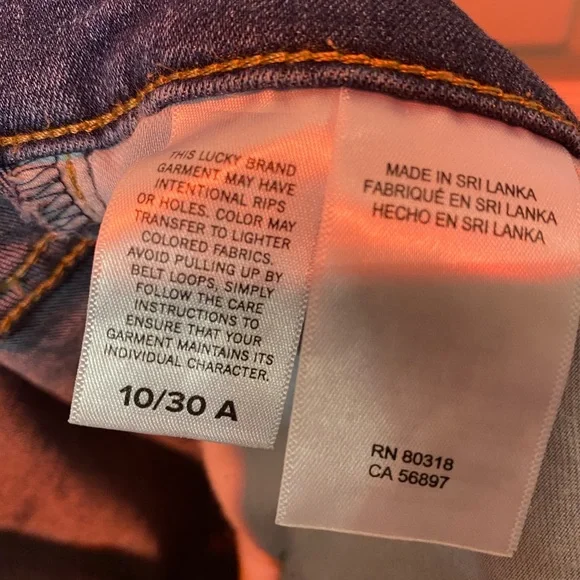 THIS LUCKY BRAND
GARMENT MAY HAVE
INTENTIONAL RIPS
OR HOLES. COLOR MAY
TRANSFER TO LIGHTER
COLORED FABRICS.
AVOID PULLING UP BY
BELT LOOPS, SIMPLY
FOLLOW THE CARE
INSTRUCTIONS TO
ENSURE THAT YOUR
GARMENT MAINTAINS ITS
INDIVIDUAL CHARACTER.
10/30 A
MADE IN SRI LANKA
FABRIQUÉ EN SRI LANKA
HECHO EN SRI LANKA
RN 80318
CA 56897